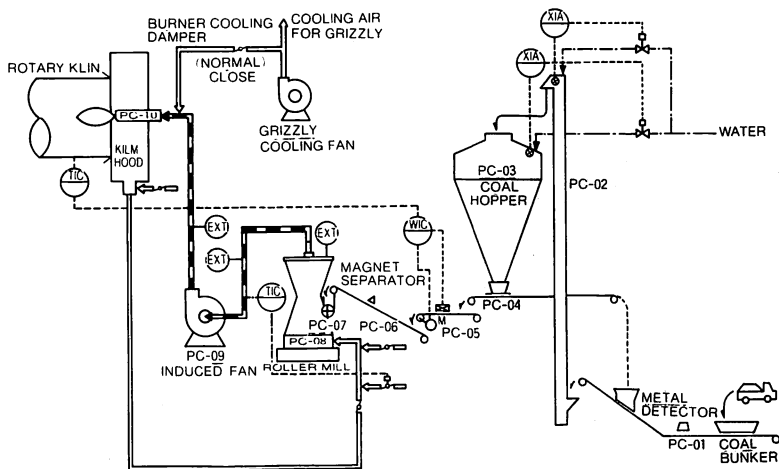 BURNER COOLING
DAMPER
COOLING AIR
FOR GRIZZLY
(NORMAL)
CLOSE
ROTARY KLIN
PC-10
KILM
HOOD
GRIZZLY
COOLING FAN
TIC
EXT
EXT
EXT
TIC
PC-09
INDUCED FAN
PC-07
PC-08
ROLLER MILL
MAGNET
SEPARATOR
PC-06
WIC
M
PC-05
PC-04
XIA
XIA
PC-03
COAL
HOPPER
PC-02
WATER
METAL
DETECTOR
PC-01
COAL
BUNKER